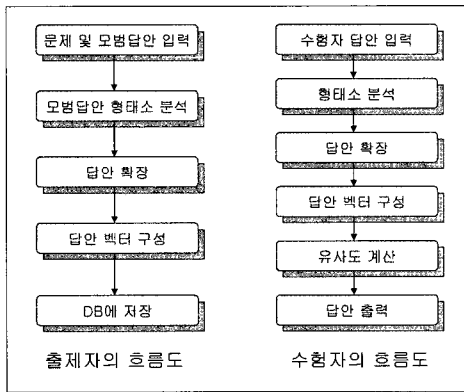 문제 및 모범답안 입력
모범답안 형태소 분석
답안 확장
답안 벡터 구성
DB에 저장
출제자의 흐름도
수험자 답안 입력
형태소 분석
답안 확장
답안 벡터 구성
유사도 계산
답안 출력
수험자의 흐름도